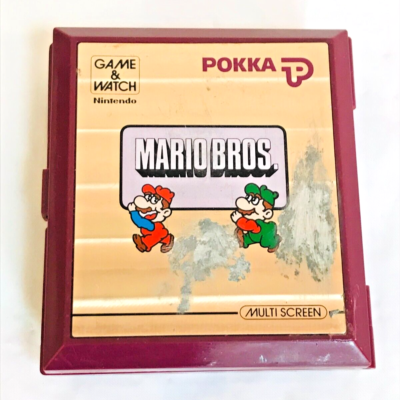 GAME
&
WATCH
Nintendo
POKKA
MARIO BROS.
MULTI SCREEN